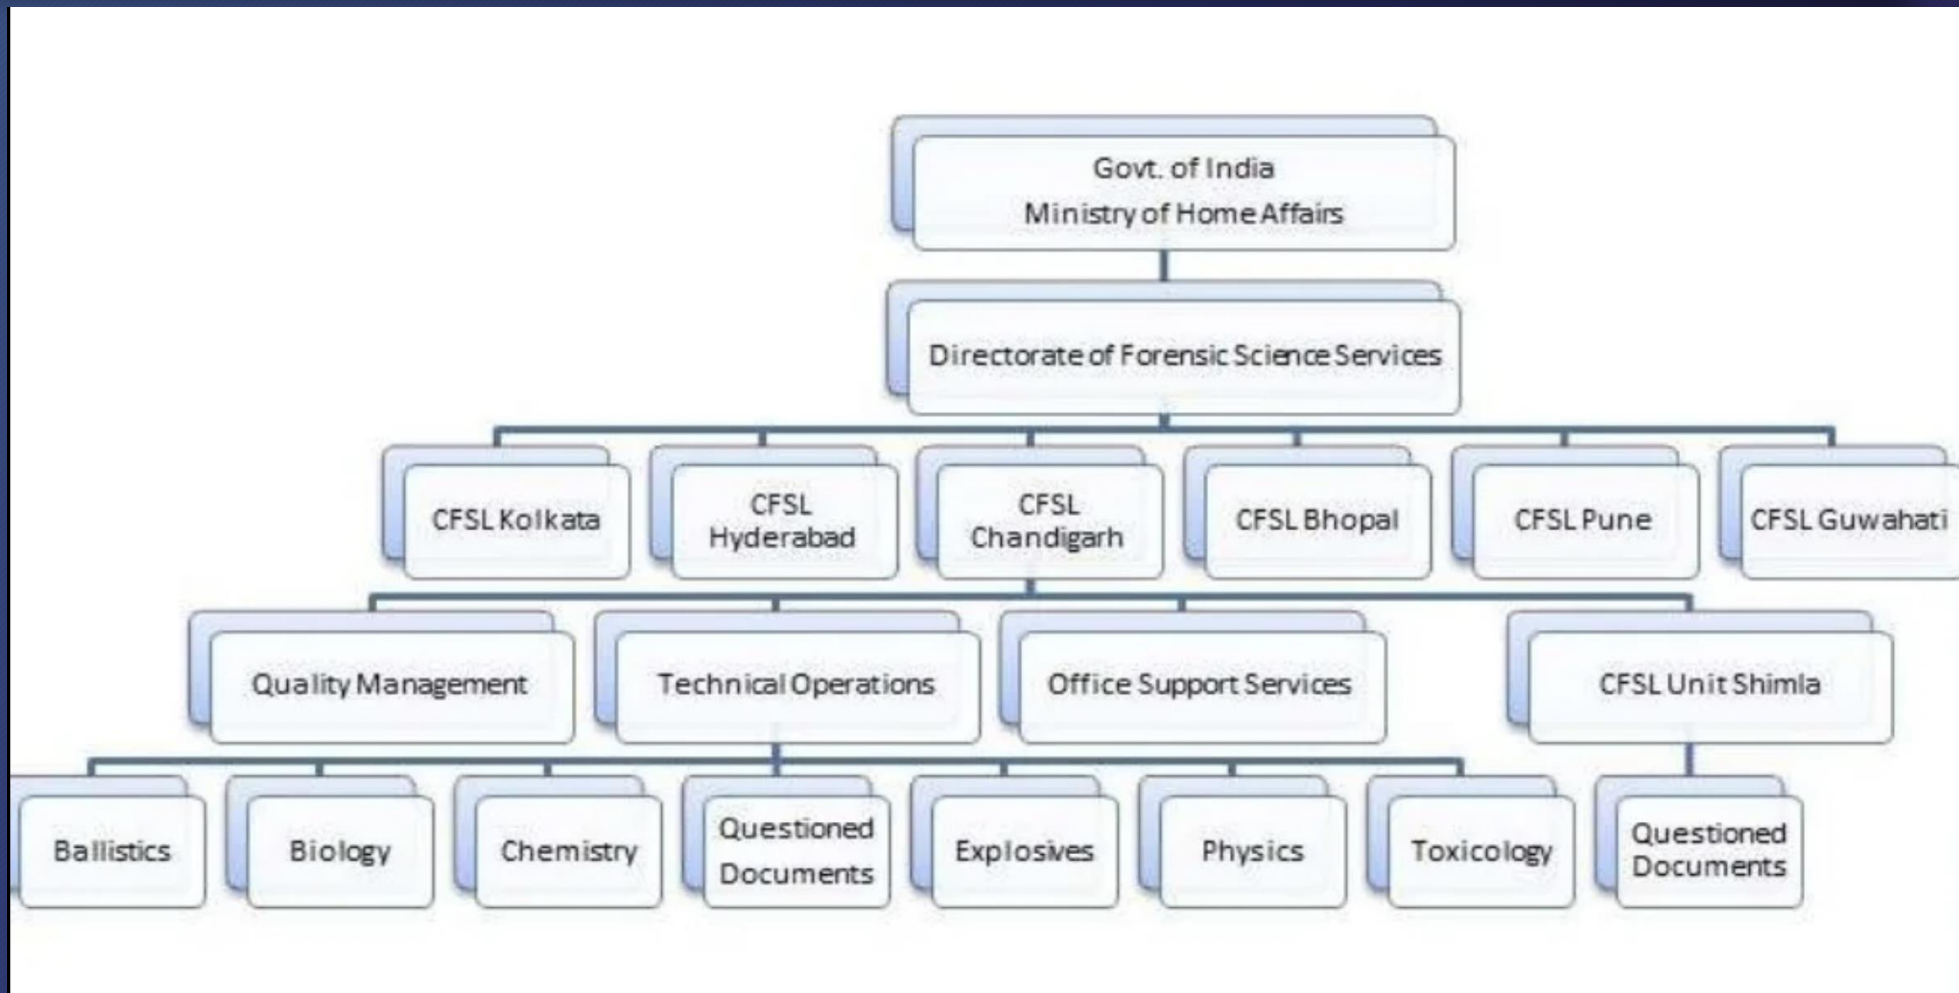 Govt. of India
Ministry of Home Affairs
Directorate of Forensic Science Services
CFSL Kolkata
CFSL
Hyderabad
CFSL
Chandigarh
CFSL Bhopal
CFSL Pune
CFSL Guwahati
Quality Management
Technical Operations
Office Support Services
CFSL Unit Shimla
Ballistics
Biology
Chemistry
Questioned
Documents
Explosives
Physics
Toxicology
Questioned
Documents